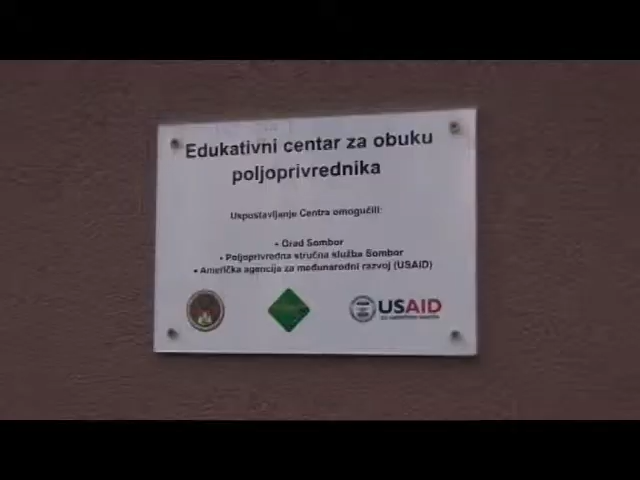 Edukativni centar za obuku
poljoprivrednika
Uspostavljanje Centra omogućili:
• Grad Sombor
• Poljoprivredna stručna služba Sombor
• Američka agencija za međunarodni razvoj (USAID)
USAID